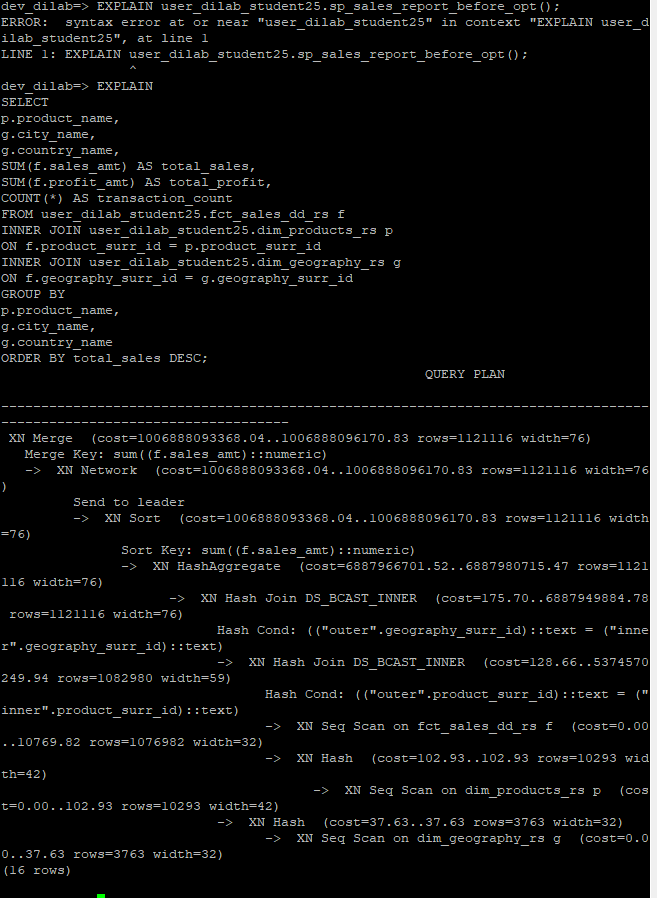 dev_dilab=> EXPLAIN user_dilab_student25.sp_sales_report_before_opt();
ERROR:  syntax error at or near "user_dilab_student25" in context "EXPLAIN user_d
ilab_student25", at line 1
LINE 1: EXPLAIN user_dilab_student25.sp_sales_report_before_opt();
                ^
dev_dilab=> EXPLAIN
SELECT
p.product_name,
g.city_name,
g.country_name,
SUM(f.sales_amt) AS total_sales,
SUM(f.profit_amt) AS total_profit,
COUNT(*) AS transaction_count
FROM user_dilab_student25.fct_sales_dd_rs f
INNER JOIN user_dilab_student25.dim_products_rs p
ON f.product_surr_id = p.product_surr_id
INNER JOIN user_dilab_student25.dim_geography_rs g
ON f.geography_surr_id = g.geography_surr_id
GROUP BY
p.product_name,
g.city_name,
g.country_name
ORDER BY total_sales DESC;
                                                     QUERY PLAN
---------------------------------------------------------------------------------
------------------------------------
 XN Merge  (cost=1006888093368.04..1006888096170.83 rows=1121116 width=76)
   Merge Key: sum((f.sales_amt)::numeric)
   ->  XN Network  (cost=1006888093368.04..1006888096170.83 rows=1121116 width=76
)
         Send to leader
         ->  XN Sort  (cost=1006888093368.04..1006888096170.83 rows=1121116 width
=76)
               Sort Key: sum((f.sales_amt)::numeric)
               ->  XN HashAggregate  (cost=6887966701.52..6887980715.47 rows=1121
116 width=76)
                     ->  XN Hash Join DS_BCAST_INNER  (cost=175.70..6887949884.78
 rows=1121116 width=76)
                           Hash Cond: (("outer".geography_surr_id)::text = ("inne
r".geography_surr_id)::text)
                           ->  XN Hash Join DS_BCAST_INNER  (cost=128.66..5374570
249.94 rows=1082980 width=59)
                                 Hash Cond: (("outer".product_surr_id)::text = ("
inner".product_surr_id)::text)
                                 ->  XN Seq Scan on fct_sales_dd_rs f  (cost=0.00
..10769.82 rows=1076982 width=32)
                                 ->  XN Hash  (cost=102.93..102.93 rows=10293 wid
th=42)
                                       ->  XN Seq Scan on dim_products_rs p  (cos
t=0.00..102.93 rows=10293 width=42)
                           ->  XN Hash  (cost=37.63..37.63 rows=3763 width=32)
                                 ->  XN Seq Scan on dim_geography_rs g  (cost=0.0
0..37.63 rows=3763 width=32)
(16 rows)